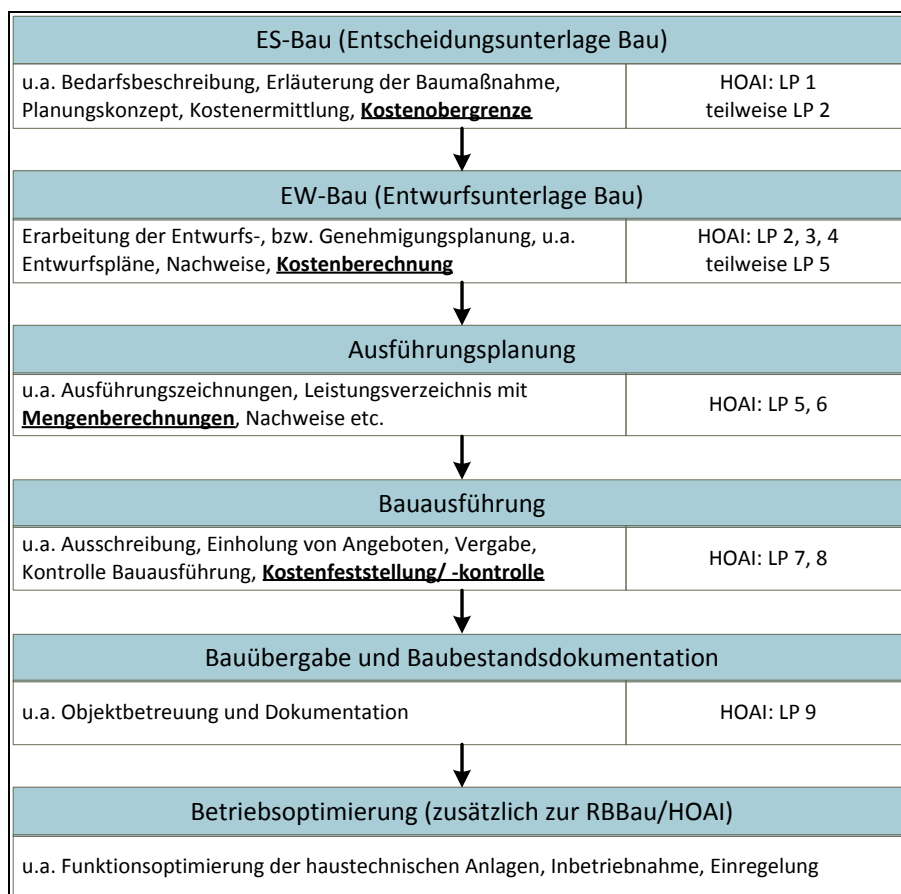 ES-Bau (Entscheidungsunterlage Bau)
u.a. Bedarfsbeschreibung, Erläuterung der Baumaßnahme,
Planungskonzept, Kostenermittlung, Kostenobergrenze
HOAI: LP 1
teilweise LP 2
EW-Bau (Entwurfsunterlage Bau)
Erarbeitung der Entwurfs-, bzw. Genehmigungsplanung, u.a.
Entwurfspläne, Nachweise, Kostenberechnung
HOAI: LP 2, 3, 4
teilweise LP 5
Ausführungsplanung
u.a. Ausführungszeichnungen, Leistungsverzeichnis mit
Mengenberechnungen, Nachweise etc.
HOAI: LP 5, 6
Bauausführung
u.a. Ausschreibung, Einholung von Angeboten, Vergabe,
Kontrolle Bauausführung, Kostenfeststellung/ -kontrolle
HOAI: LP 7, 8
Bauübergabe und Baubestandsdokumentation
u.a. Objektbetreuung und Dokumentation
HOAI: LP 9
Betriebsoptimierung (zusätzlich zur RBBau/HOAI)
u.a. Funktionsoptimierung der haustechnischen Anlagen, Inbetriebnahme, Einregelung